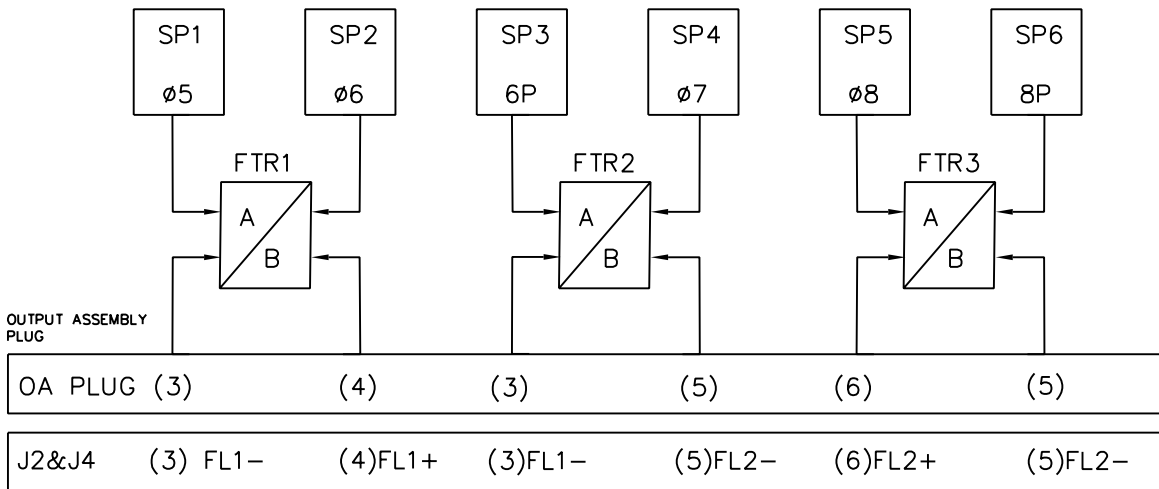 SP1 SP2 SP3 SP4 SP5 SP6
ø5 ø6 6P ø7 ø8 8P
FTR1 FTR2 FTR3
A A A
B B B
OUTPUT ASSEMBLY
PLUG
OA PLUG (3) (4) (3) (5) (6) (5)
J2&J4 (3) FL1- (4)FL1+ (3)FL1- (5)FL2- (6)FL2+ (5)FL2-